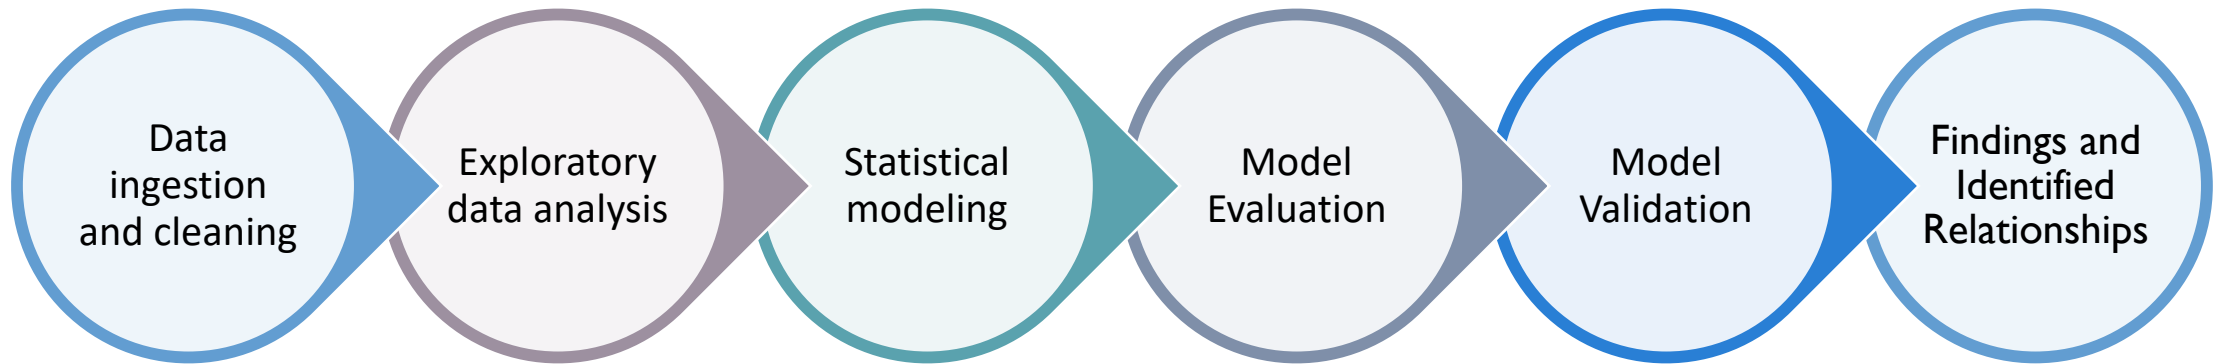 Data
ingestion
and cleaning
Exploratory
data analysis
Statistical
modeling
Model
Evaluation
Model
Validation
Findings and
Identified
Relationships